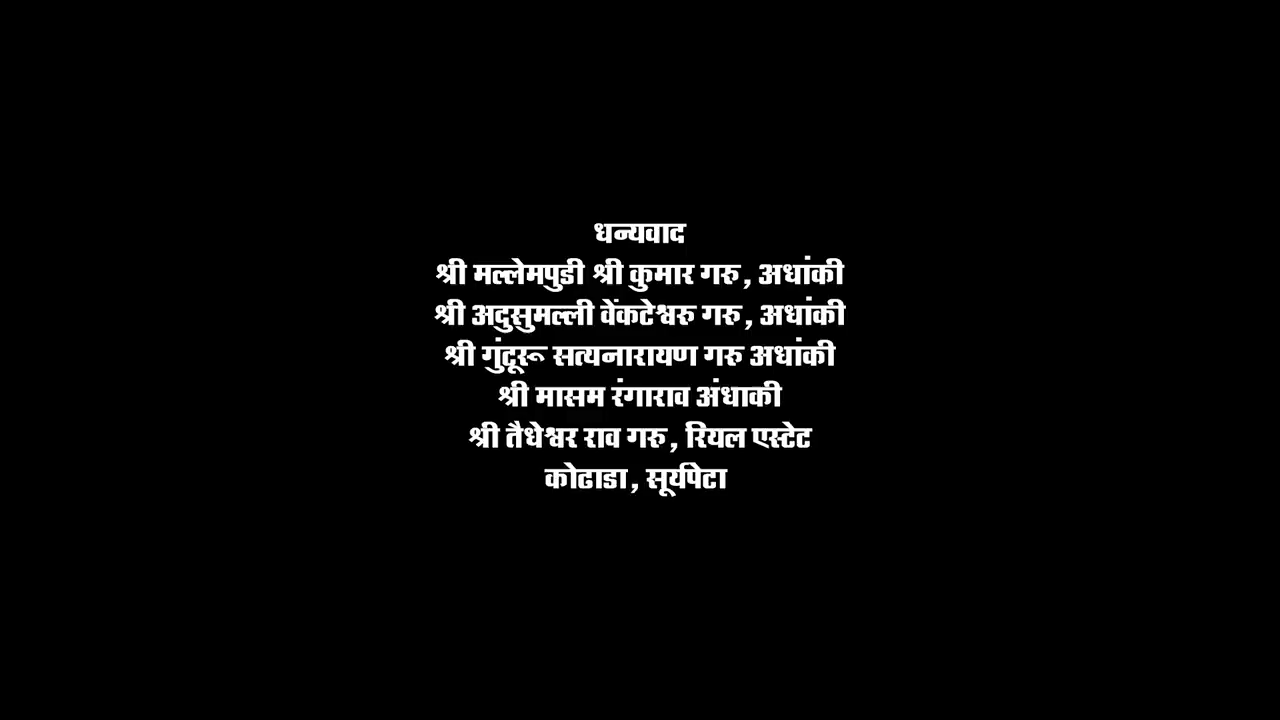 धन्यवाद
श्री मल्लेमपुडी श्री कुमार गरु, अधांकी
श्री अदुसुमल्ली वेंकटेश्वरु गरु, अधांकी
श्री गुंटूरू सत्यनारायण गरु अधांकी
श्री मासम रंगाराव अंधाकी
श्री तैधेश्वर राव गरु, रियल एस्टेट
कोढाडा, सूर्यपेटा